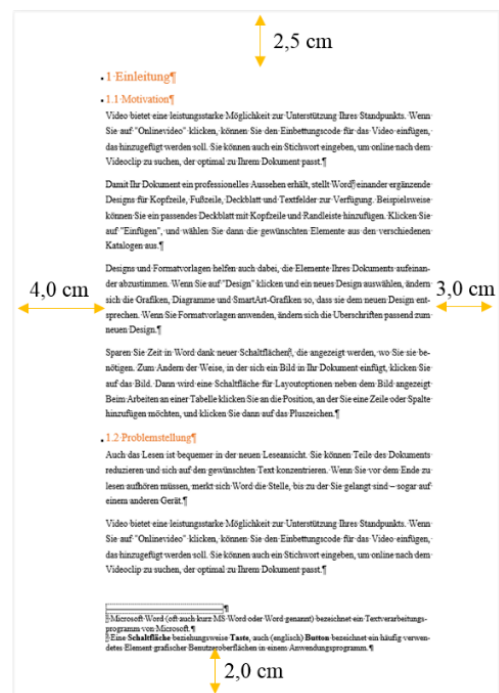 2,5 cm
1 Einleitung¶
1.1 Motivation¶
Video bietet eine leistungsstarke Möglichkeit zur Unterstützung Ihres Standpunkts. Wenn
Sie auf "Onlinevideo" klicken, können Sie den Einbettungscode für das Video einfügen,
das hinzugefügt werden soll. Sie können auch ein Stichwort eingeben, um online nach dem
Videoclip zu suchen, der optimal zu Ihrem Dokument passt.¶
Damit Ihr Dokument ein professionelles Aussehen erhält, stellt Word einander ergänzende
Designs für Kopfzeile, Fußzeile, Deckblatt und Textfelder zur Verfügung. Beispielsweise
können Sie ein passendes Deckblatt mit Kopfzeile und Randleiste hinzufügen. Klicken Sie
auf "Einfügen", und wählen Sie dann die gewünschten Elemente aus den verschiedenen
Katalogen aus.¶
Designs und Formatvorlagen helfen auch dabei, die Elemente Ihres Dokuments aufeinan-
der abzustimmen. Wenn Sie auf "Design" klicken und ein neues Design auswählen, ändern
4,0 cm
3,0 cm
sich die Grafiken, Diagramme und SmartArt-Grafiken so, dass sie dem neuen Design ent-
sprechen. Wenn Sie Formatvorlagen anwenden, ändern sich die Überschriften passend zum
neuen Design.¶
Sparen Sie Zeit in Word dank neuer Schaltflächen, die angezeigt werden, wo Sie sie be-
nötigen. Zum Ändern der Weise, in der sich ein Bild in Ihr Dokument einfügt, klicken Sie
auf das Bild. Dann wird eine Schaltfläche für Layoutoptionen neben dem Bild angezeigt
Beim Arbeiten an einer Tabelle klicken Sie an die Position, an der Sie eine Zeile oder Spalte
hinzufügen möchten, und klicken Sie dann auf das Pluszeichen.¶
1.2 Problemstellung¶
Auch das Lesen ist bequemer in der neuen Leseansicht. Sie können Teile des Dokuments
reduzieren und sich auf den gewünschten Text konzentrieren. Wenn Sie vor dem Ende zu
lesen aufhören müssen, merkt sich Word die Stelle, bis zu der Sie gelangt sind – sogar auf
einem anderen Gerät.¶
Video bietet eine leistungsstarke Möglichkeit zur Unterstützung Ihres Standpunkts. Wenn
Sie auf "Onlinevideo" klicken, können Sie den Einbettungscode für das Video einfügen,
das hinzugefügt werden soll. Sie können auch ein Stichwort eingeben, um online nach dem
Videoclip zu suchen, der optimal zu Ihrem Dokument passt.¶
¶
Microsoft Word (oft auch kurz MS Word oder Word genannt) bezeichnet ein Textverarbeitungs-
programm von Microsoft.¶
Eine Schaltfläche beziehungsweise Taste, auch (englisch) Button bezeichnet ein häufig verwen-
detes Element grafischer Benutzeroberflächen in einem Anwendungsprogramm.¶
2,0 cm